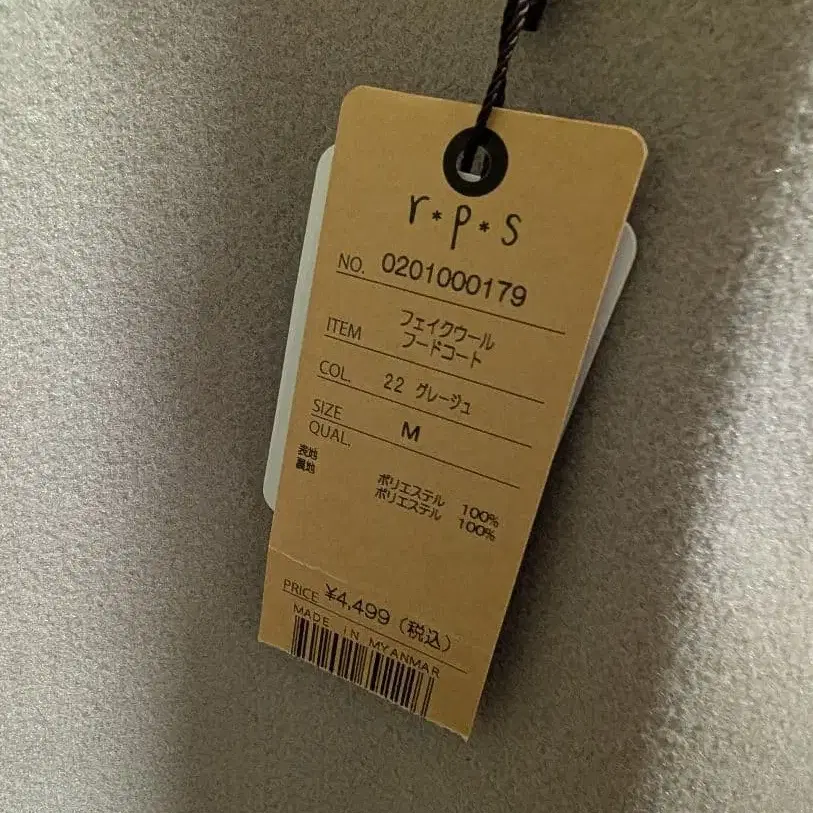 r*p*s
NO. 0201000179
ITEM フェイクウール
フードコート
COL. 22 グレージュ
SIZE M
QUAL.
表地 ポリエステル 100%
裏地 ポリエステル 100%
PRICE ¥4,499(税込)
MADE IN MYANMAR